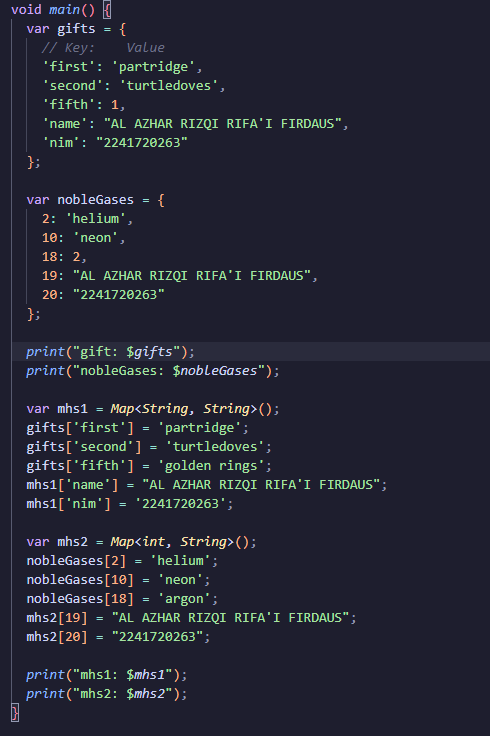 void main() {
  var gifts = {
    // Key:    Value
    'first': 'partridge',
    'second': 'turtledoves',
    'fifth': 1,
    'name': "AL AZHAR RIZQI RIFA'I FIRDAUS",
    'nim': "2241720263"
  };

  var nobleGases = {
    2: 'helium',
    10: 'neon',
    18: 2,
    19: "AL AZHAR RIZQI RIFA'I FIRDAUS",
    20: "2241720263"
  };

  print("gift: $gifts");
  print("nobleGases: $nobleGases");

  var mhs1 = Map<String, String>();
  gifts['first'] = 'partridge';
  gifts['second'] = 'turtledoves';
  gifts['fifth'] = 'golden rings';
  mhs1['name'] = "AL AZHAR RIZQI RIFA'I FIRDAUS";
  mhs1['nim'] = '2241720263';

  var mhs2 = Map<int, String>();
  nobleGases[2] = 'helium';
  nobleGases[10] = 'neon';
  nobleGases[18] = 'argon';
  mhs2[19] = "AL AZHAR RIZQI RIFA'I FIRDAUS";
  mhs2[20] = "2241720263";

  print("mhs1: $mhs1");
  print("mhs2: $mhs2");
}